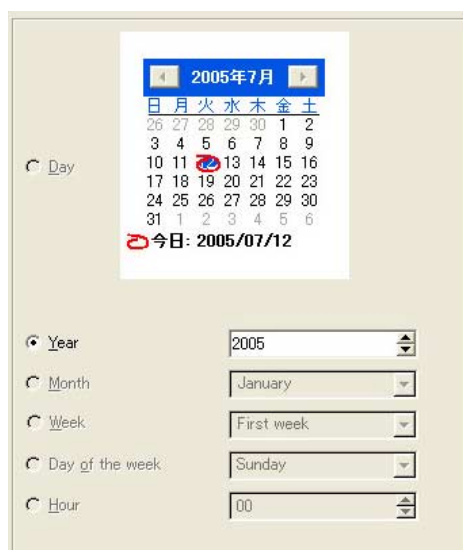 2005年7月
日 月 火 水 木 金 土
26 27 28 29 30 1 2
3 4 5 6 7 8 9
10 11 12 13 14 15 16
17 18 19 20 21 22 23
24 25 26 27 28 29 30
31 1 2 3 4 5 6
今日: 2005/07/12
Day
Year 2005
Month January
Week First week
Day of the week Sunday
Hour 00